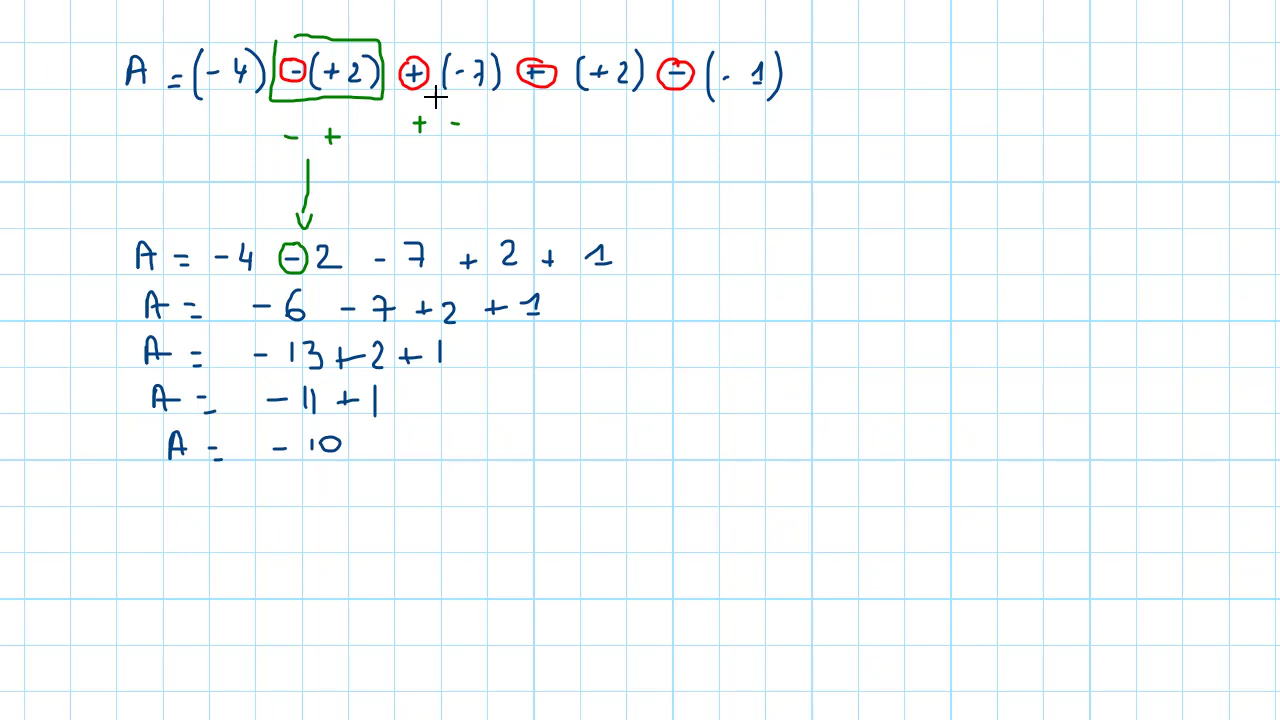 A = (- 4) - (+ 2) + (- 7) + (+ 2) - (- 1)
- + + -
A = - 4 - 2 - 7 + 2 + 1
A = - 6 - 7 + 2 + 1
A = - 13 + 2 + 1
A = - 11 + 1
A = - 10